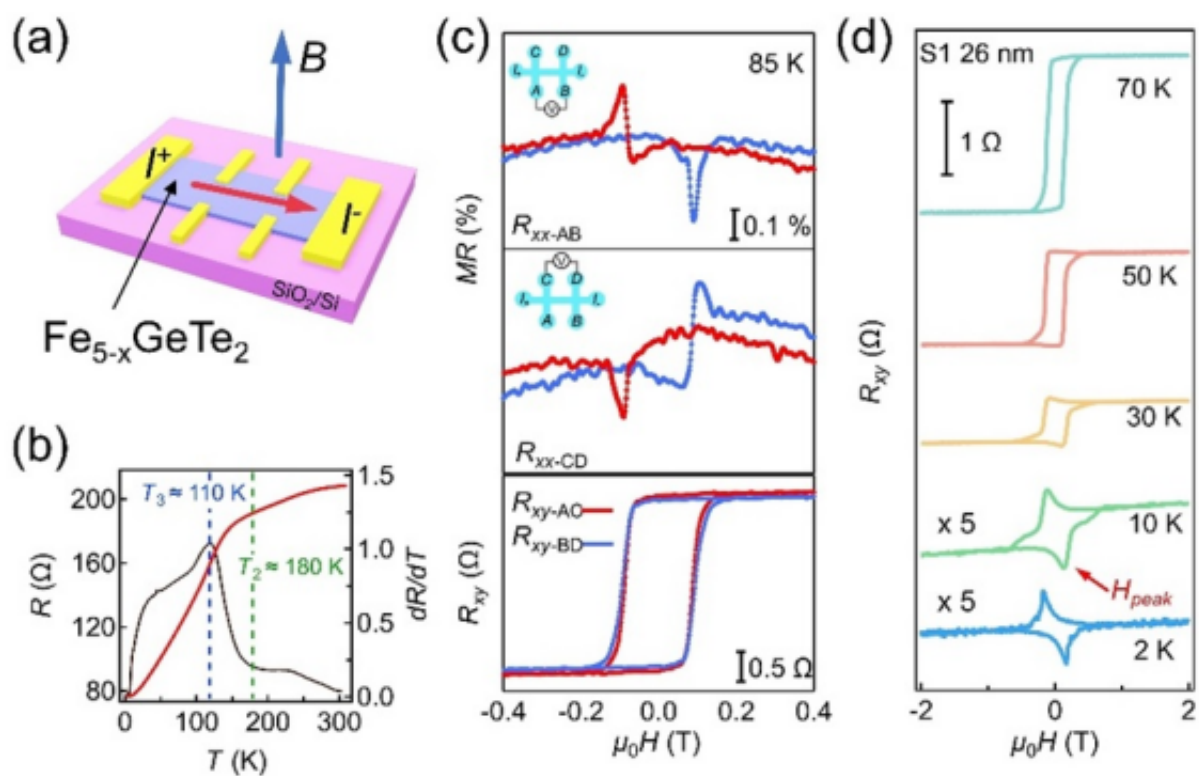 (a)
B
I+
I-
SiO2/Si
Fe5-xGeTe2
(b)
T3 ≈ 110 K
T2 ≈ 180 K
200
160
120
80
R (Ω)
1.5
1.0
0.5
0.0
dR/dT
0 100 200 300
T (K)
(c)
85 K
C D
I+ I-
A B
V
Rxx-AB
0.1 %
MR (%)
V
C D
I+ I-
A B
Rxx-CD
Rxy-AC
Rxy-BD
Rxy (Ω)
0.5 Ω
-0.4 -0.2 0.0 0.2 0.4
μ0H (T)
(d)
S1 26 nm
70 K
1 Ω
50 K
Rxy (Ω)
30 K
x 5
10 K
Hpeak
x 5
2 K
-2 0 2
μ0H (T)